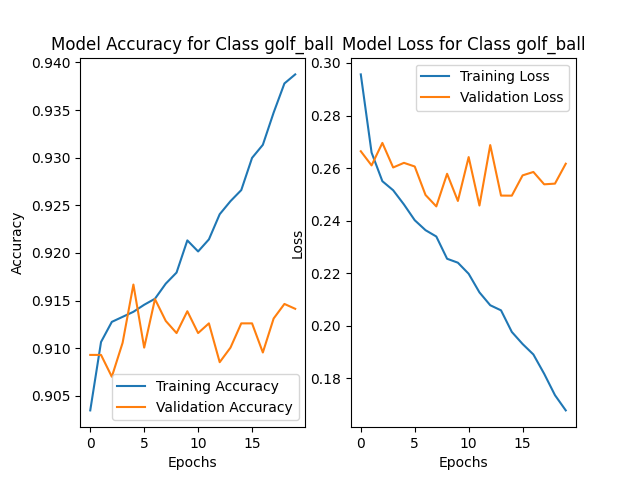 Model Accuracy for Class golf_ball
0.940
0.935
0.930
0.925
0.920
0.915
0.910
0.905
Accuracy
Training Accuracy
Validation Accuracy
0 5 10 15
Epochs
Model Loss for Class golf_ball
0.30
0.28
0.26
0.24
0.22
0.20
0.18
Loss
Training Loss
Validation Loss
0 5 10 15
Epochs